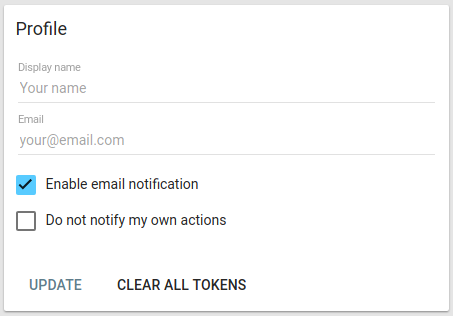 Profile
Display name
Your name
Email
your@email.com
Enable email notification
Do not notify my own actions
UPDATE CLEAR ALL TOKENS